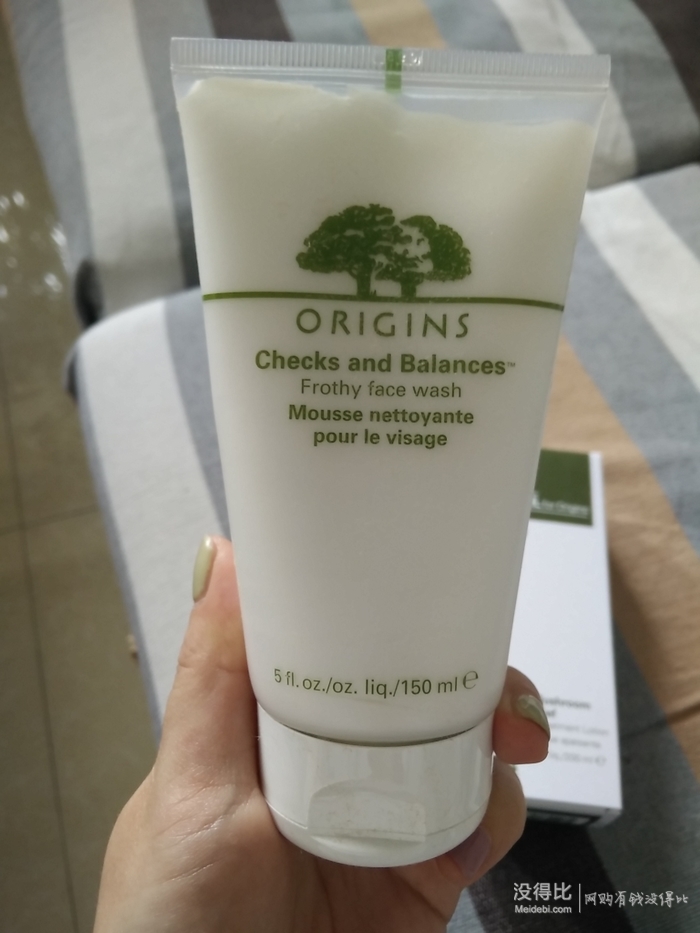 ORIGINS
Checks and Balances™
Frothy face wash
Mousse nettoyante
pour le visage
5 fl. oz./oz. liq./150 ml ℮
没得比
Meidebi.com
网购有钱没得比